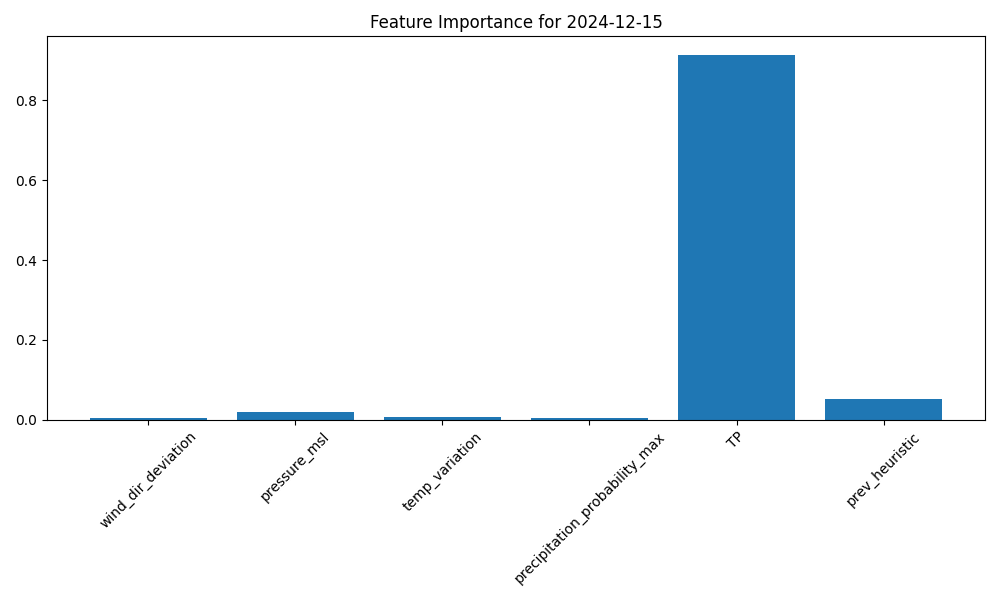 Feature Importance for 2024-12-15
0.8
0.6
0.4
0.2
0.0
wind_dir_deviation
pressure_msl
temp_variation
precipitation_probability_max
TP
prev_heuristic